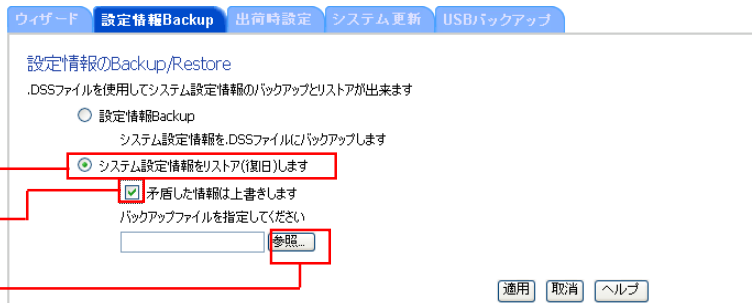 ウィザード 設定情報Backup 出荷時設定 システム更新 USBバックアップ
設定情報のBackup/Restore
.DSSファイルを使用してシステム設定情報のバックアップとリストアが出来ます
設定情報Backup
システム設定情報を.DSSファイルにバックアップします
システム設定情報をリストア(復旧)します
矛盾した情報は上書きします
バックアップファイルを指定してください
参照...
適用 取消 ヘルプ